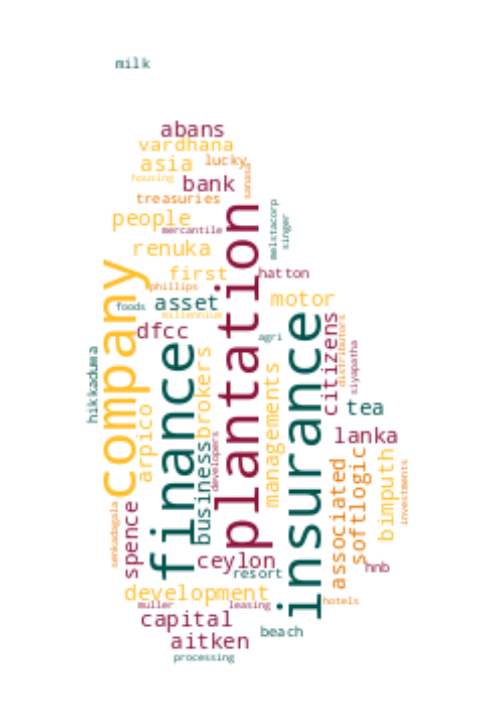 milk
abans
vardhana
asia
lucky
housing
bank
sanasa
treasuries
people
mercantile
melstacorp
singer
renuka
first
hatton
phillips
company
plantation
foods
asset
millennium
motor
dfcc
agri
insurance
citizens
distributors
siyapatha
finance
brokers
hikkaduwa
managements
tea
arpico
lanka
business
developers
associated
softlogic
bimputh
investments
senkadagala
spence
ceylon
resort
hnb
development
muller
leasing
hotels
capital
beach
aitken
processing